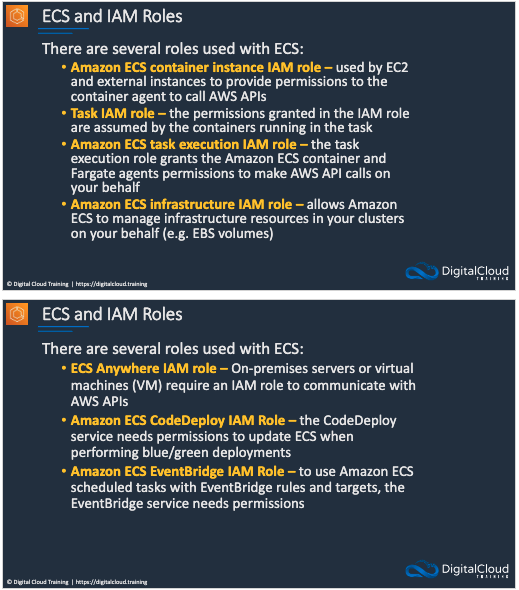 ECS and IAM Roles
There are several roles used with ECS:
• Amazon ECS container instance IAM role – used by EC2
and external instances to provide permissions to the
container agent to call AWS APIs
• Task IAM role – the permissions granted in the IAM role
are assumed by the containers running in the task
• Amazon ECS task execution IAM role – the task
execution role grants the Amazon ECS container and
Fargate agents permissions to make AWS API calls on
your behalf
• Amazon ECS infrastructure IAM role – allows Amazon
ECS to manage infrastructure resources in your clusters
on your behalf (e.g. EBS volumes)
© Digital Cloud Training | https://digitalcloud.training
DigitalCloud
TRAINING
ECS and IAM Roles
There are several roles used with ECS:
• ECS Anywhere IAM role – On-premises servers or virtual
machines (VM) require an IAM role to communicate with
AWS APIs
• Amazon ECS CodeDeploy IAM Role – the CodeDeploy
service needs permissions to update ECS when
performing blue/green deployments
• Amazon ECS EventBridge IAM Role – to use Amazon ECS
scheduled tasks with EventBridge rules and targets, the
EventBridge service needs permissions
© Digital Cloud Training | https://digitalcloud.training
DigitalCloud
TRAINING